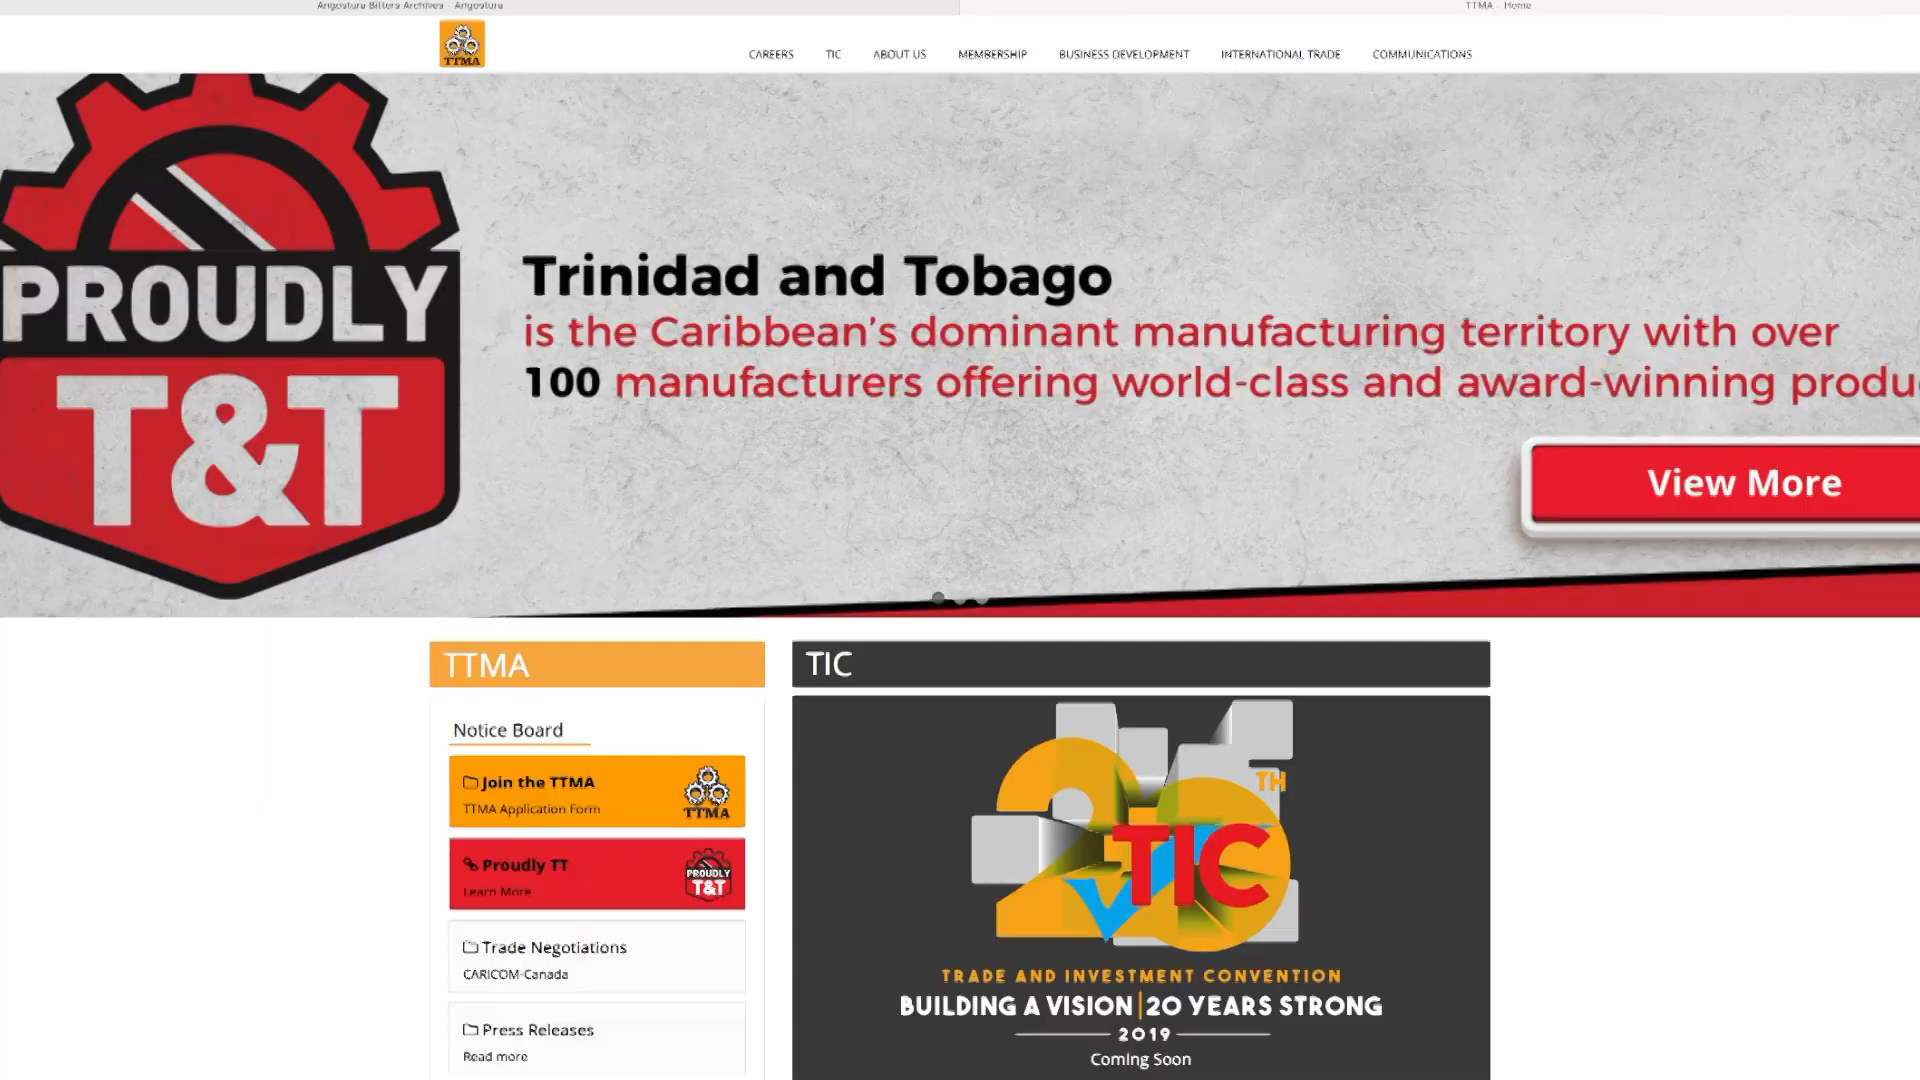 Angostura Bitters Archives - Angostura
TTMA - Home
TTMA
CAREERS
TIC
ABOUT US
MEMBERSHIP
BUSINESS DEVELOPMENT
INTERNATIONAL TRADE
COMMUNICATIONS
PROUDLY
T&T
Trinidad and Tobago
is the Caribbean's dominant manufacturing territory with over
100 manufacturers offering world-class and award-winning produ
View More
TTMA
Notice Board
Join the TTMA
TTMA Application Form
TTMA
Proudly TT
Learn More
PROUDLY
T&T
Trade Negotiations
CARICOM-Canada
Press Releases
Read more
TIC
20TH
TIC
TRADE AND INVESTMENT CONVENTION
BUILDING A VISION|20 YEARS STRONG
2019
Coming Soon